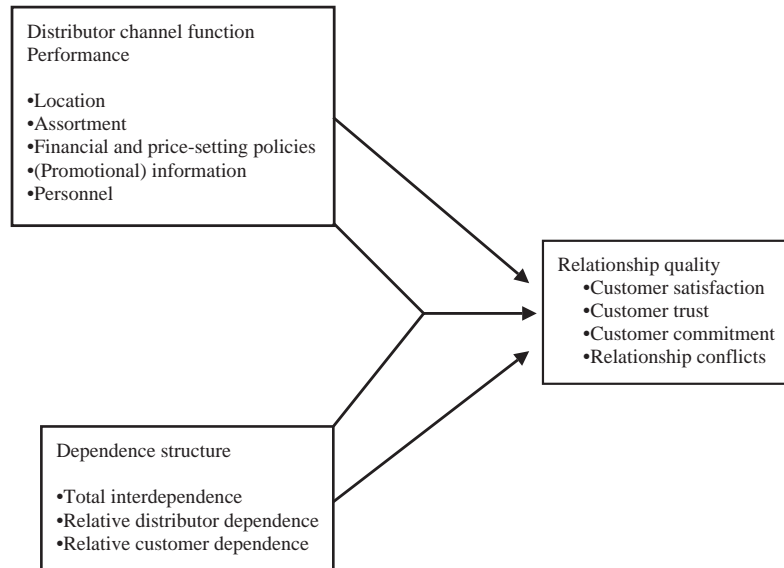 Distributor channel function
Performance
•Location
•Assortment
•Financial and price-setting policies
•(Promotional) information
•Personnel
Relationship quality
•Customer satisfaction
•Customer trust
•Customer commitment
•Relationship conflicts
Dependence structure
•Total interdependence
•Relative distributor dependence
•Relative customer dependence